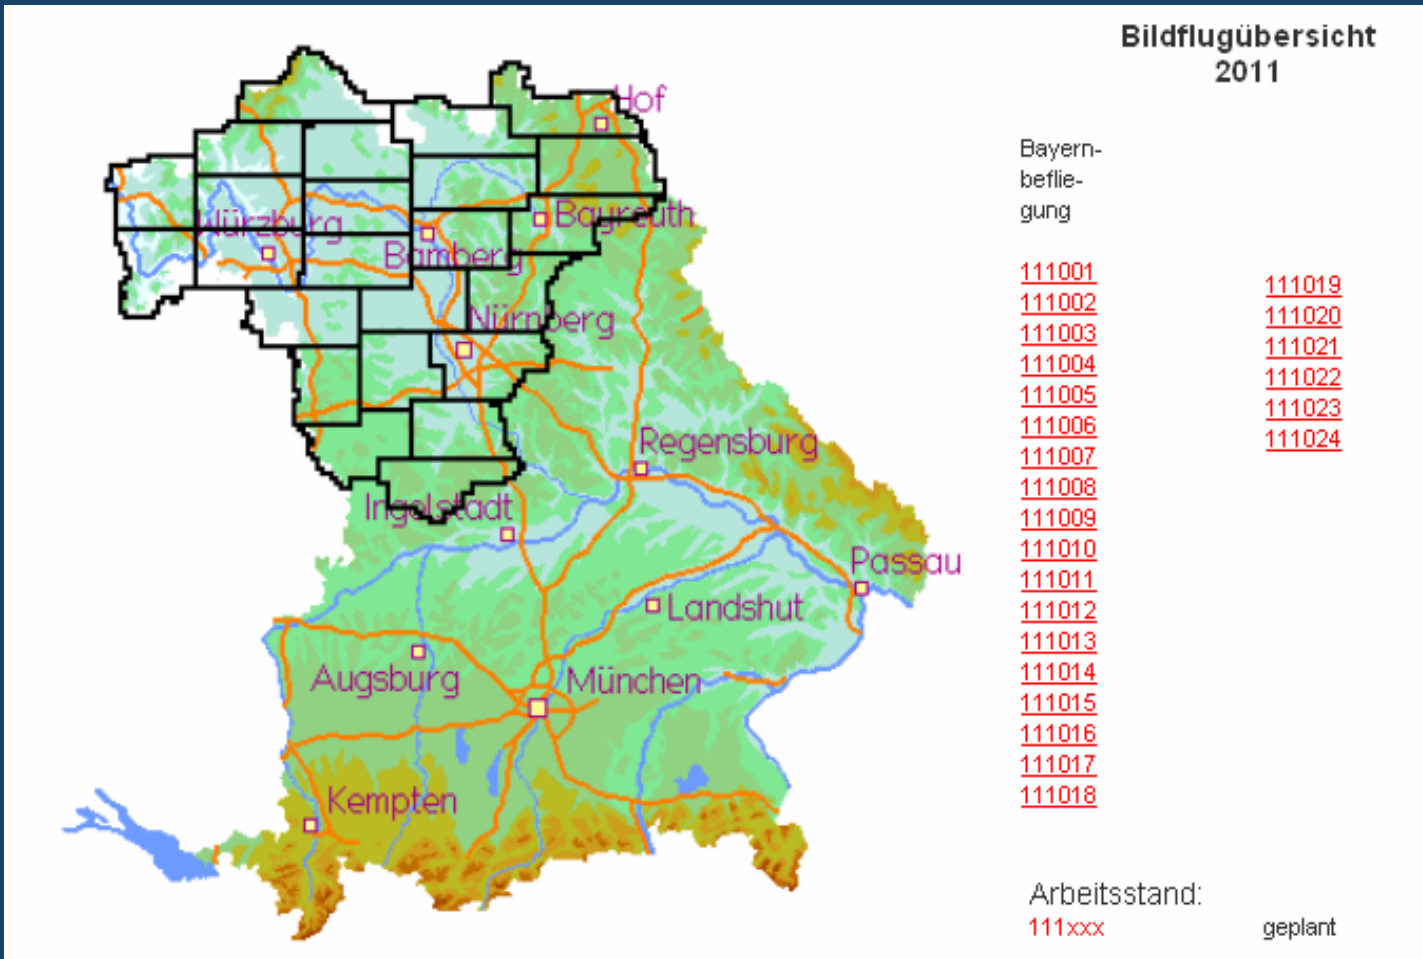 Bildflugübersicht
2011
Hof
Würzburg
Bayreuth
Bamberg
Nürnberg
Regensburg
Ingolstadt
Passau
Landshut
Augsburg
München
Kempten
Bayern-
beflie-
gung
111001
111002
111003
111004
111005
111006
111007
111008
111009
111010
111011
111012
111013
111014
111015
111016
111017
111018
111019
111020
111021
111022
111023
111024
Arbeitsstand:
111xxx geplant